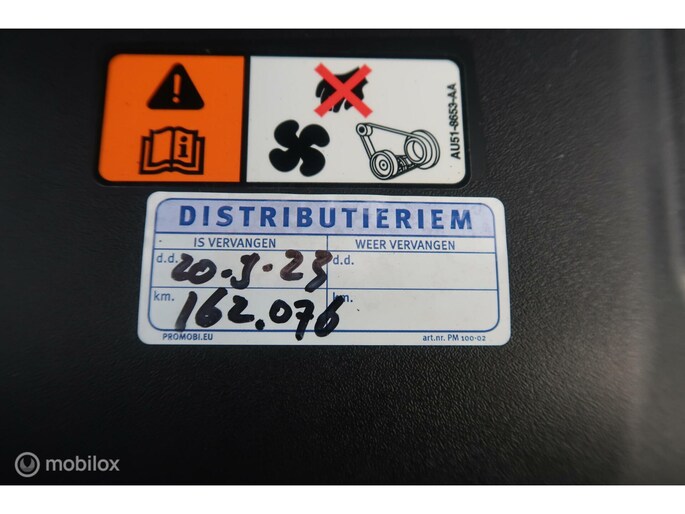 AU51-8653-AA
DISTRIBUTIERIEM
IS VERVANGEN
WEER VERVANGEN
d.d. 20.9.23
d.d.
km. 162.076
km.
PROMOBI.EU
art.nr. PM 100-02
mobilox